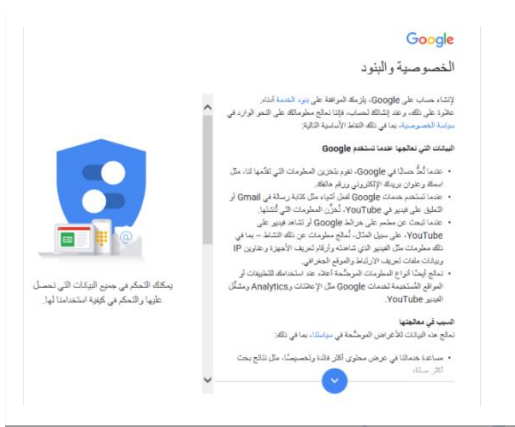 Google
الخصوصية والبنود
لإنشاء حساب على Google، يلزمك الموافقة على بنود الخدمة أدناه.
علاوة على ذلك، وعند إنشائك لحساب، فإننا نعالج معلوماتك على النحو الوارد في
سياسة الخصوصية، بما في ذلك النقاط الأساسية التالية:
البيانات التي نعالجها عندما تستخدم Google
• عندما تُعدُّ حسابًا في Google، نقوم بتخزين المعلومات التي تقدّمها لنا، مثل
اسمك وعنوان بريدك الإلكتروني ورقم هاتفك.
• عندما تستخدم خدمات Google لفعل أشياء مثل كتابة رسالة في Gmail أو
التعليق على فيديو في YouTube، نُخزِّن المعلومات التي تُنشئها.
• عندما تبحث عن مطعم على خرائط Google أو تشاهد فيديو على
YouTube، على سبيل المثال، نُعالج معلومات عن ذلك النشاط – بما في
ذلك معلومات مثل الفيديو الذي شاهدته وأرقام تعريف الأجهزة وعناوين IP
وبيانات ملفات تعريف الارتباط والموقع الجغرافي.
• نعالج أيضًا أنواع المعلومات الموضَّحة أعلاه عند استخدامك للتطبيقات أو
المواقع المُستخدِمة لخدمات Google مثل الإعلانات وAnalytics ومشغِّل
الفيديو YouTube.
السبب في معالجتها
نعالج هذه البيانات للأغراض الموضَّحة في سياستنا، بما في ذلك:
• مساعدة خدماتنا في عرض محتوى أكثر فائدة وتخصيصًا، مثل نتائج بحث
أكثر صلة،
يمكنك التحكم في جميع البيانات التي نحصل
عليها والتحكم في كيفية استخدامنا لها.